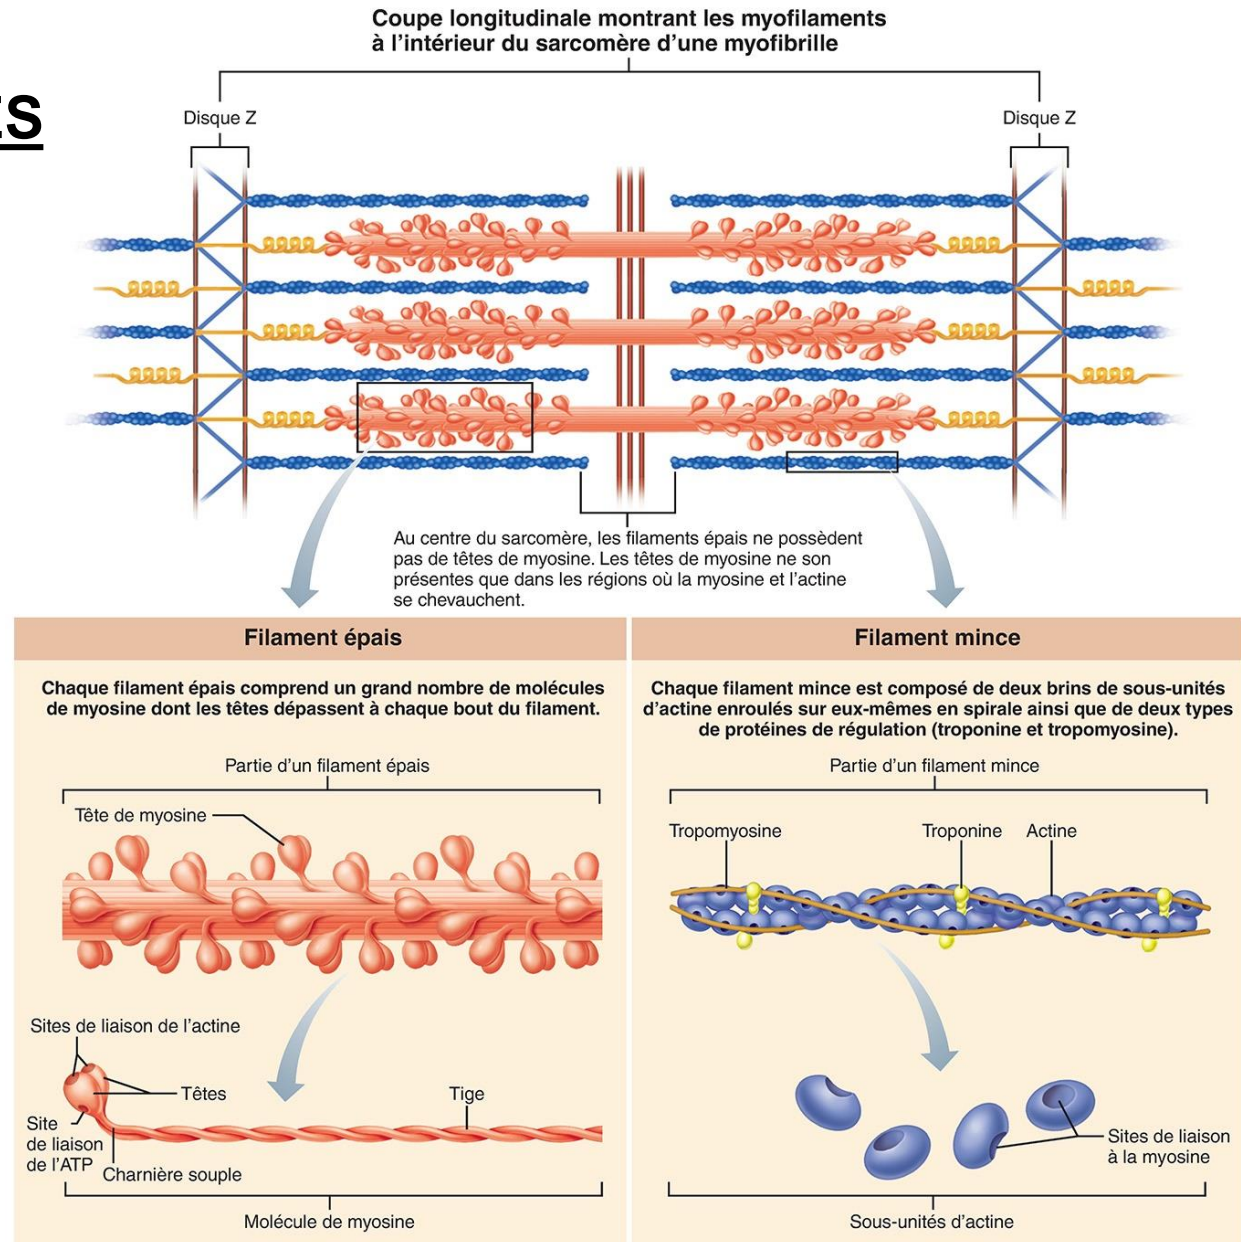 Coupe longitudinale montrant les myofilaments
à l’intérieur du sarcomère d’une myofibrille
ES
Disque Z
Disque Z
Au centre du sarcomère, les filaments épais ne possèdent
pas de têtes de myosine. Les têtes de myosine ne son
présentes que dans les régions où la myosine et l’actine
se chevauchent.
Filament épais
Chaque filament épais comprend un grand nombre de molécules
de myosine dont les têtes dépassent à chaque bout du filament.
Partie d’un filament épais
Tête de myosine
Sites de liaison de l’actine
Têtes
Tige
Site
de liaison
de l’ATP
Charnière souple
Molécule de myosine
Filament mince
Chaque filament mince est composé de deux brins de sous-unités
d’actine enroulés sur eux-mêmes en spirale ainsi que de deux types
de protéines de régulation (troponine et tropomyosine).
Partie d’un filament mince
Tropomyosine
Troponine
Actine
Sites de liaison
à la myosine
Sous-unités d’actine